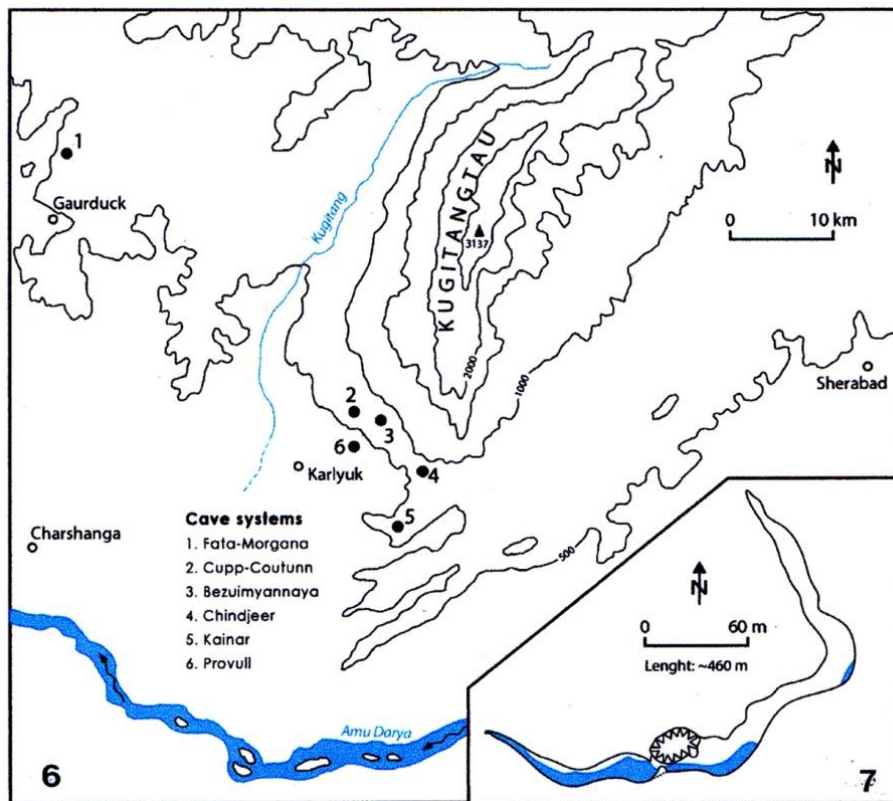 1
Gaurduck
Kugitang
KUGITANGTAU
3137
N
0 10 km
2000
1000
Sherabad
2
3
6
Karlyuk
4
5
500
Charshanga
Cave systems
1. Fata-Morgana
2. Cupp-Coutunn
3. Bezuimyannaya
4. Chindjeer
5. Kainar
6. Provull
Amu Darya
6
N
0 60 m
Lenght: ~460 m
7